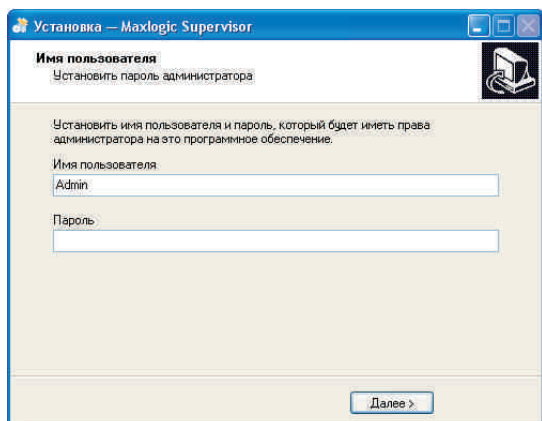 Установка — Maxlogic Supervisor
Имя пользователя
Установить пароль администратора
Установить имя пользователя и пароль, который будет иметь права
администратора на это программное обеспечение.
Имя пользователя
Admin
Пароль
Далее >